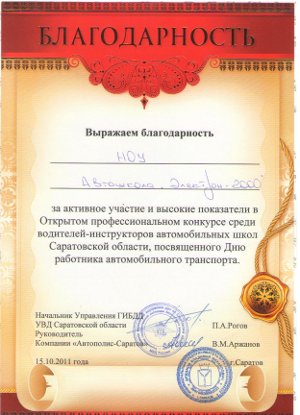 БЛАГОДАРНОСТЬ
Выражаем благодарность
НОУ
Автошкола "Электрон-2000"
за активное участие и высокие показатели в
Открытом профессиональном конкурсе среди
водителей-инструкторов автомобильных школ
Саратовской области, посвященного Дню
работника автомобильного транспорта.
Начальник Управления ГИБДД
УВД Саратовской области П.А.Рогов
Руководитель
Компании «Автополис-Саратов» В.М.Аржанов
15.10.2011 года г.Саратов